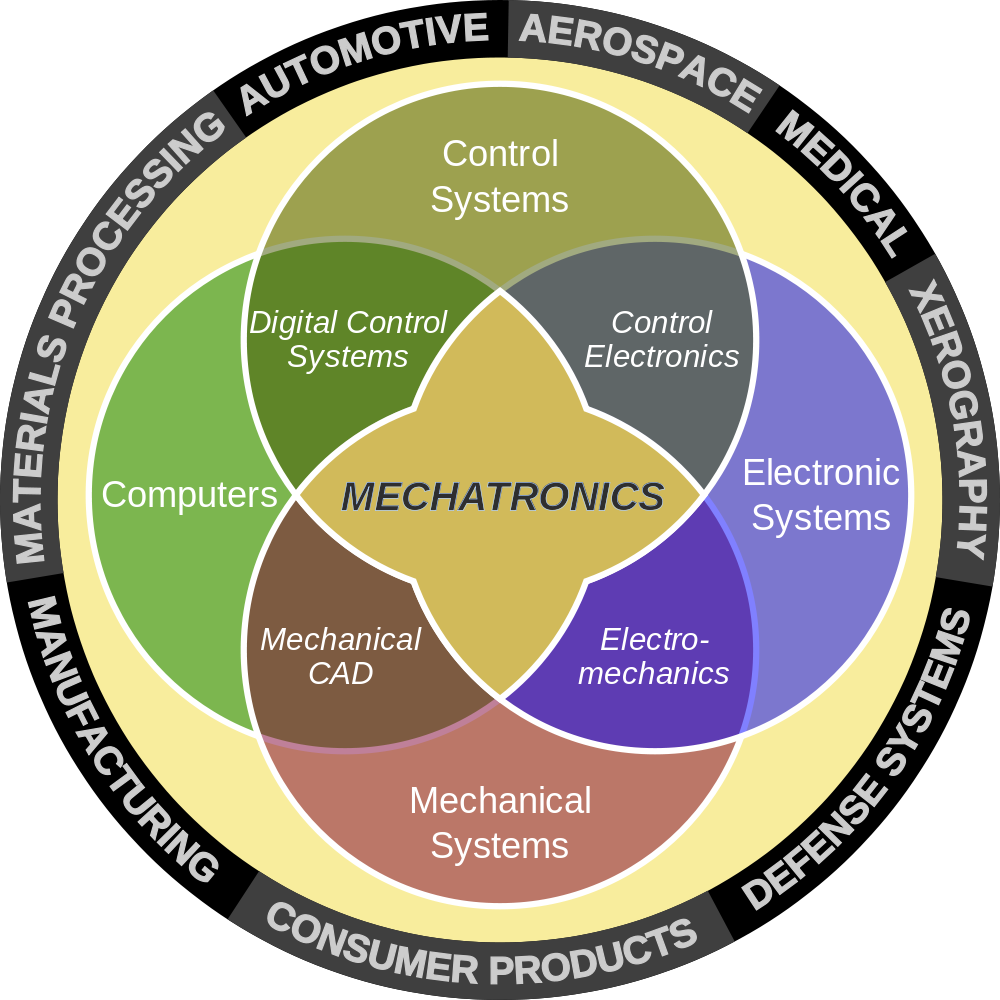 AUTOMOTIVE
AEROSPACE
MEDICAL
XEROGRAPHY
DEFENSE SYSTEMS
CONSUMER PRODUCTS
MANUFACTURING
MATERIALS PROCESSING
Control
Systems
Digital Control
Systems
Control
Electronics
Computers
MECHATRONICS
Electronic
Systems
Mechanical
CAD
Electro-
mechanics
Mechanical
Systems